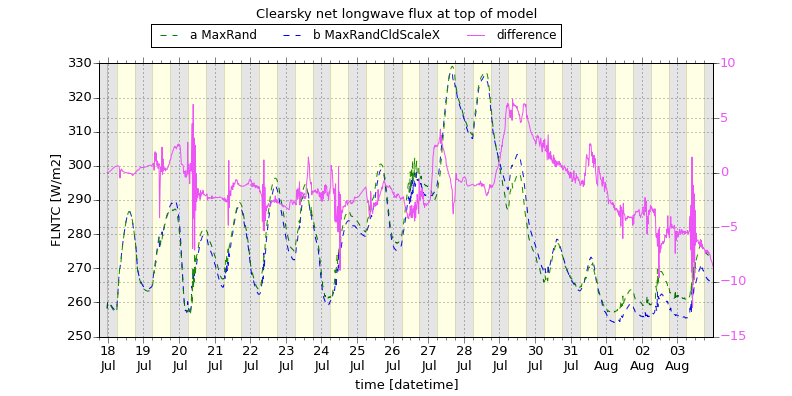 Clearsky net longwave flux at top of model
a MaxRand b MaxRandCldScaleX difference
330 10
320
310 5
300 0
290
280 −5
270 −10
260
250 −15
FLNTC [W/m2]
18 19 20 21 22 23 24 25 26 27 28 29 30 31 01 02 03
Jul Jul Jul Jul Jul Jul Jul Jul Jul Jul Jul Jul Jul Jul Aug Aug Aug
time [datetime]